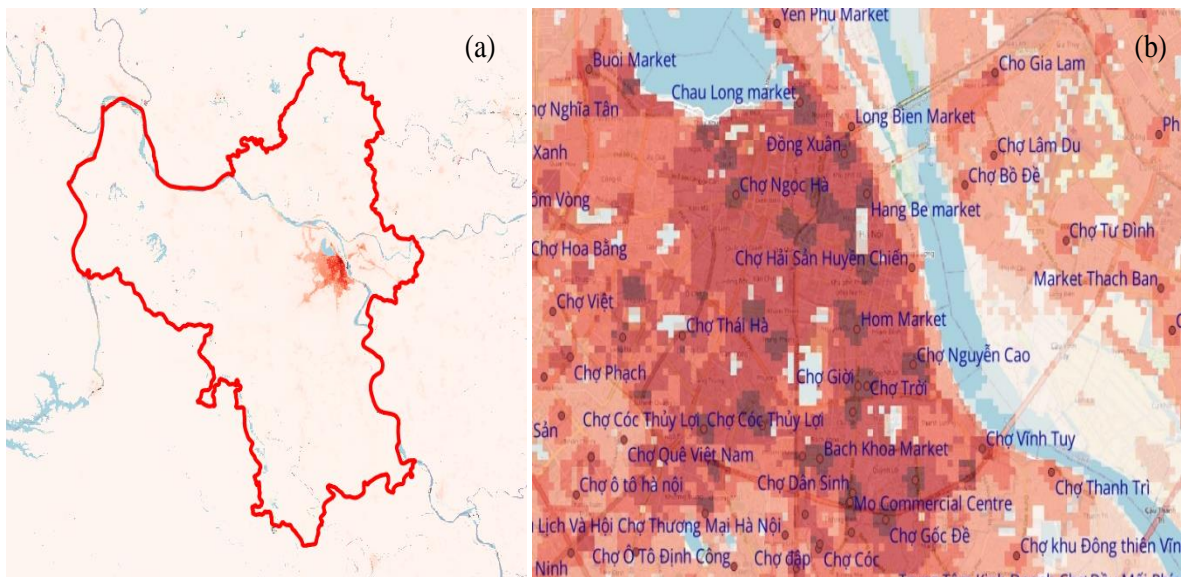 (a)
(b)
Yen Phu Market
Buoi Market
Cho Gia Lam
Chau Long market
ợ Nghĩa Tân
Long Bien Market
Ph
Đồng Xuân
Xanh
Chợ Lâm Du
Chợ Ngọc Hà
Chợ Bồ Đề
óm Vòng
Hang Be market
Chợ Tư Đình
Chợ Hoa Bằng
Chợ Hải Sản Huyền Chiến
Market Thach Ban
Chợ Việt
Hom Market
Chợ Thái Hà
Chợ Nguyễn Cao
Chợ Phạch
Chợ Giời
Chợ Trời
Chợ Cóc Thủy Lợi
Chợ Cóc Thủy Lợi
Sản
Chợ Vĩnh Tuy
Chợ Quê Việt Nam
Bach Khoa Market
Chợ Thanh Trì
Chợ ô tô hà nội
Chợ Dân Sinh
Mo Commercial Centre
Lịch Và Hội Chợ Thương Mại Hà Nội
Chợ Gốc Đề
Ninh
Chợ Ô Tô Định Công
Chợ đập
Chợ Cóc
Chợ khu Đông thiên Vĩn